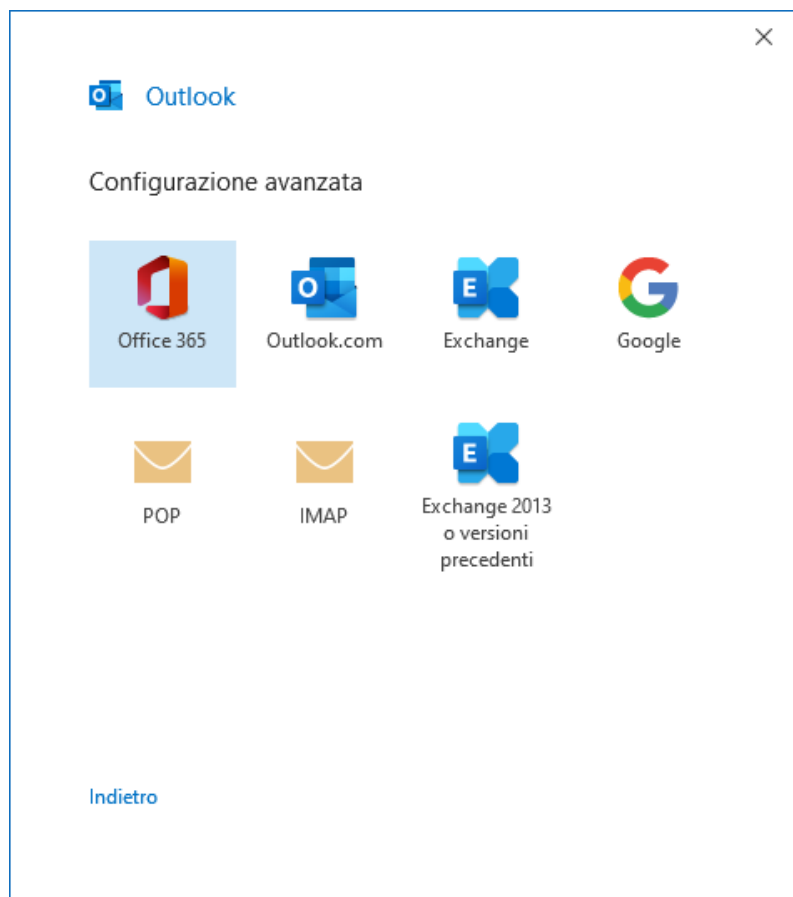 Outlook
Configurazione avanzata
Office 365
Outlook.com
Exchange
Google
POP
IMAP
Exchange 2013
o versioni
precedenti
Indietro